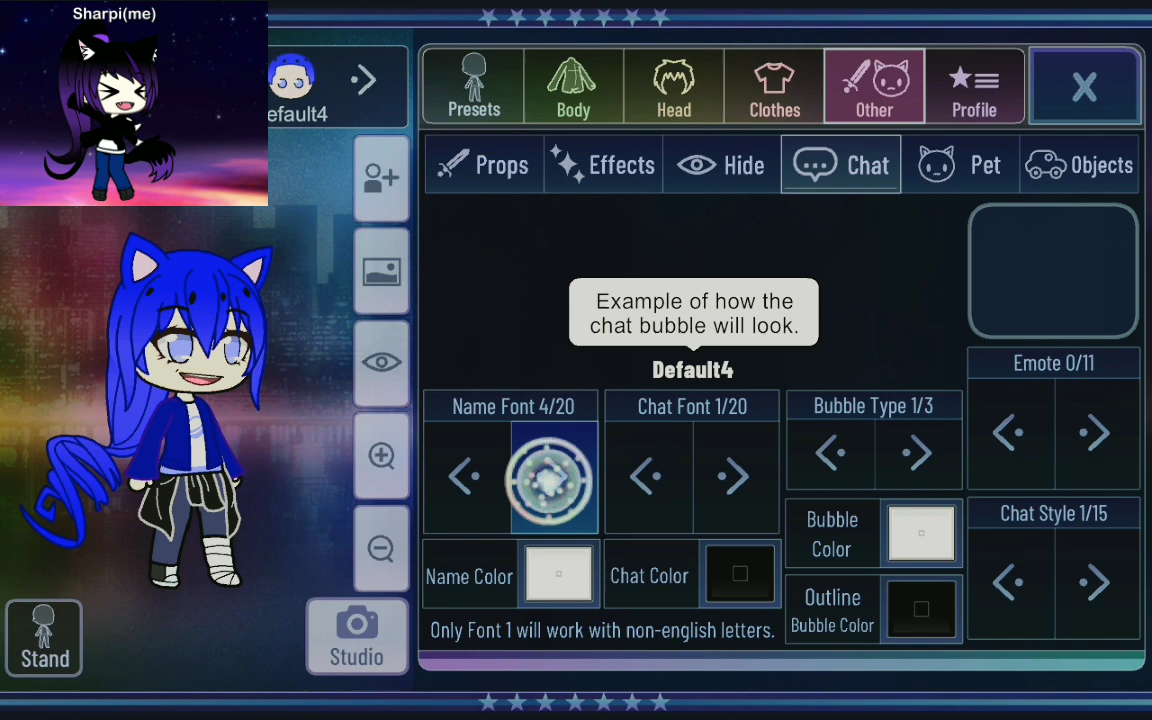 Sharpi(me)
efault4
Presets
Body
Head
Clothes
Other
Profile
X
Props
Effects
Hide
Chat
Pet
Objects
Example of how the
chat bubble will look.
Default4
Name Font 4/20
Chat Font 1/20
Bubble Type 1/3
Emote 0/11
Name Color
Chat Color
Bubble
Color
Outline
Bubble Color
Chat Style 1/15
Only Font 1 will work with non-english letters.
Stand
Studio